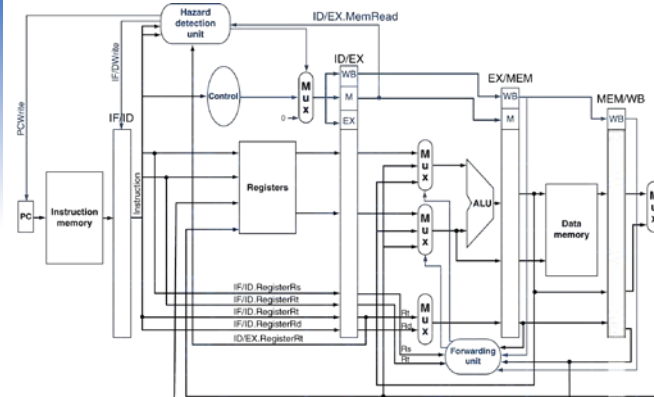 Hazard
detection
unit
ID/EX.MemRead
PCWrite
IF/DWrite
IF/ID
Control
0
M
u
x
ID/EX
WB
M
EX
EX/MEM
WB
M
MEM/WB
WB
PC
Instruction
memory
Instruction
Registers
M
u
x
M
u
x
ALU
Data
memory
M
u
x
IF/ID.RegisterRs
IF/ID.RegisterRt
IF/ID.RegisterRt
IF/ID.RegisterRd
ID/EX.RegisterRt
Rt
Rd
M
u
x
Rs
Rt
Forwarding
unit